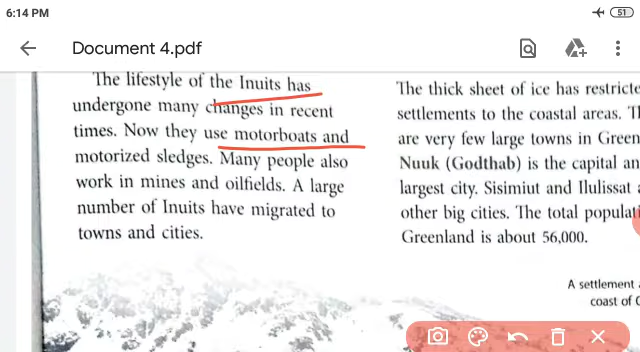 6:14 PM
51
Document 4.pdf
The lifestyle of the Inuits has
undergone many changes in recent
times. Now they use motorboats and
motorized sledges. Many people also
work in mines and oilfields. A large
number of Inuits have migrated to
towns and cities.
The thick sheet of ice has restricte
settlements to the coastal areas. T
are very few large towns in Green
Nuuk (Godthab) is the capital an
largest city. Sisimiut and Ilulissat
other big cities. The total populati
Greenland is about 56,000.
A settlement
coast of G